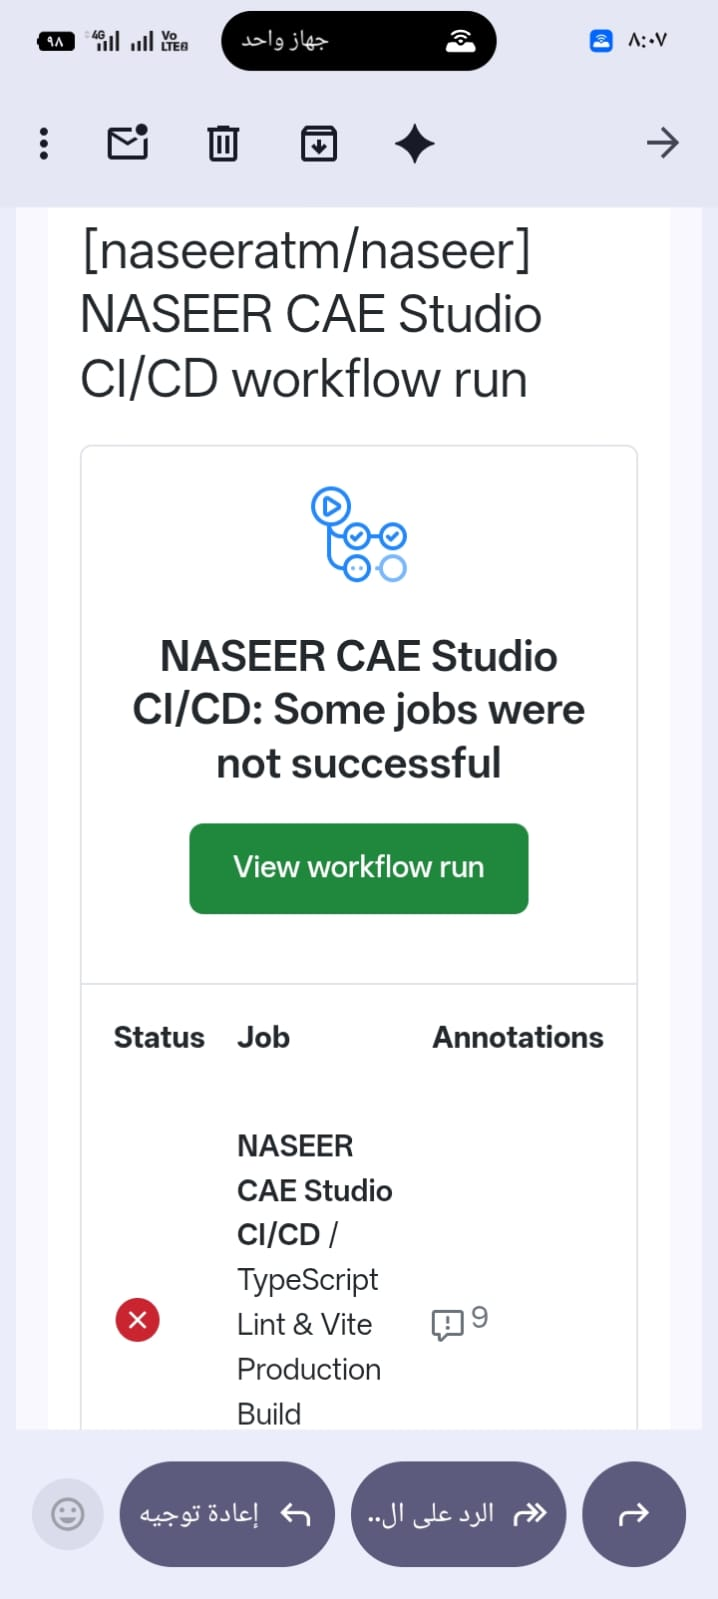 ٩٨
4G
Vo
LTE2
جهاز واحد
٨:٠٧
[naseeratm/naseer]
NASEER CAE Studio
CI/CD workflow run
NASEER CAE Studio
CI/CD: Some jobs were
not successful
View workflow run
Status Job Annotations
NASEER
CAE Studio
CI/CD /
TypeScript
Lint & Vite
Production
Build
9
إعادة توجيه
الرد على ال..